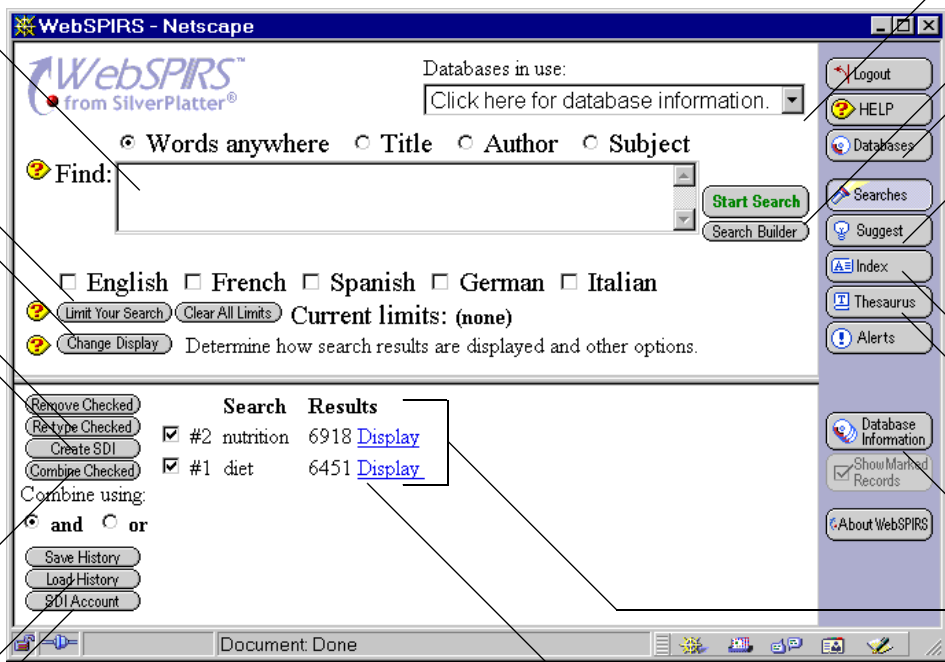 WebSPIRS - Netscape
WebSPIRS™
from SilverPlatter®
Databases in use:
Click here for database information.
Words anywhere Title Author Subject
Find:
Start Search
Search Builder
English French Spanish German Italian
Limit Your Search Clear All Limits Current limits: (none)
Change Display Determine how search results are displayed and other options.
Logout
HELP
Databases
Searches
Suggest
Index
Thesaurus
Alerts
Database
Information
Show Marked
Records
About WebSPIRS
Remove Checked
Re-type Checked
Create SDI
Combine Checked
Combine using:
and or
Save History
Load History
SDI Account
Search Results
#2 nutrition 6918 Display
#1 diet 6451 Display
Document: Done